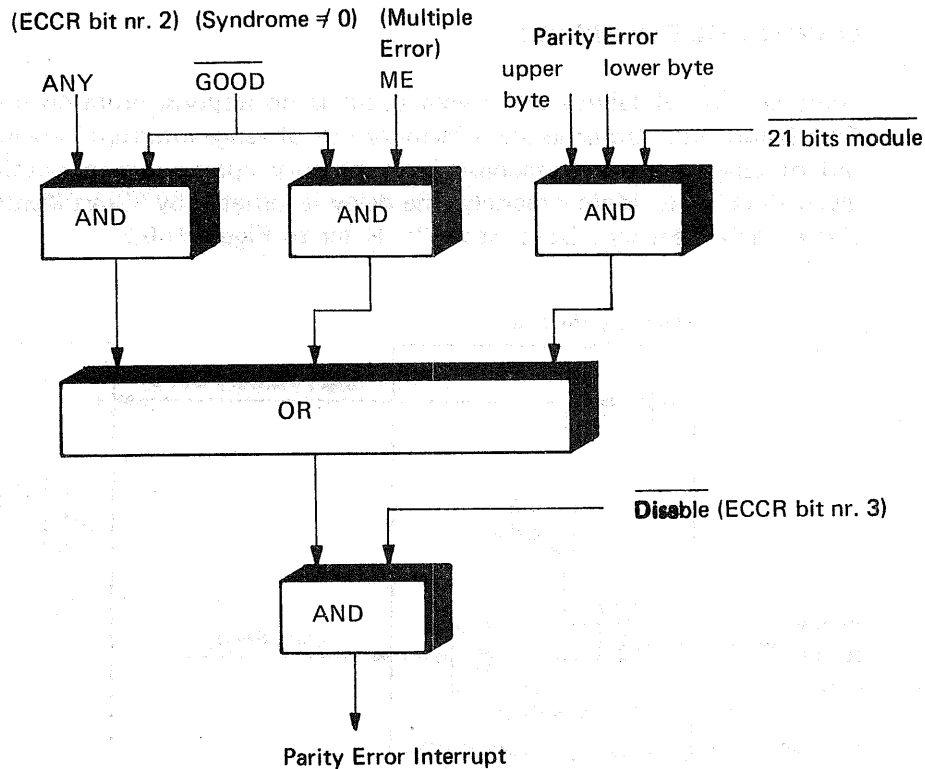 (ECCR bit nr. 2) (Syndrome ≠ 0) (Multiple
Error)
Parity Error
ANY GOOD ME
upper lower byte
byte
21 bits module
AND AND AND
OR
Disable (ECCR bit nr. 3)
AND
Parity Error Interrupt